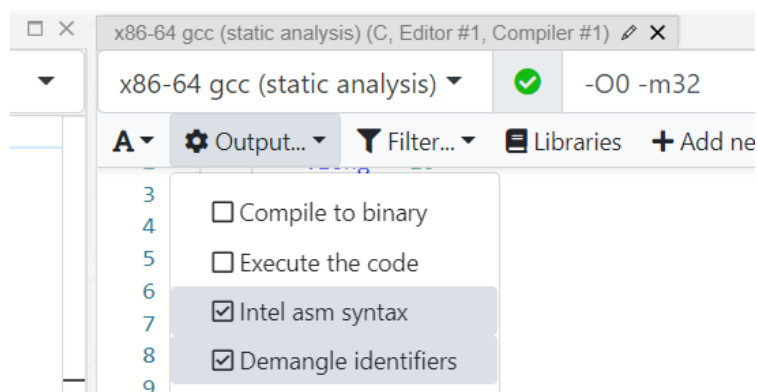 x86-64 gcc (static analysis) (C, Editor #1, Compiler #1)
x86-64 gcc (static analysis) -O0 -m32
A Output... Filter... Libraries + Add ne
3
Compile to binary
4
5
Execute the code
6
Intel asm syntax
7
8
Demangle identifiers
9